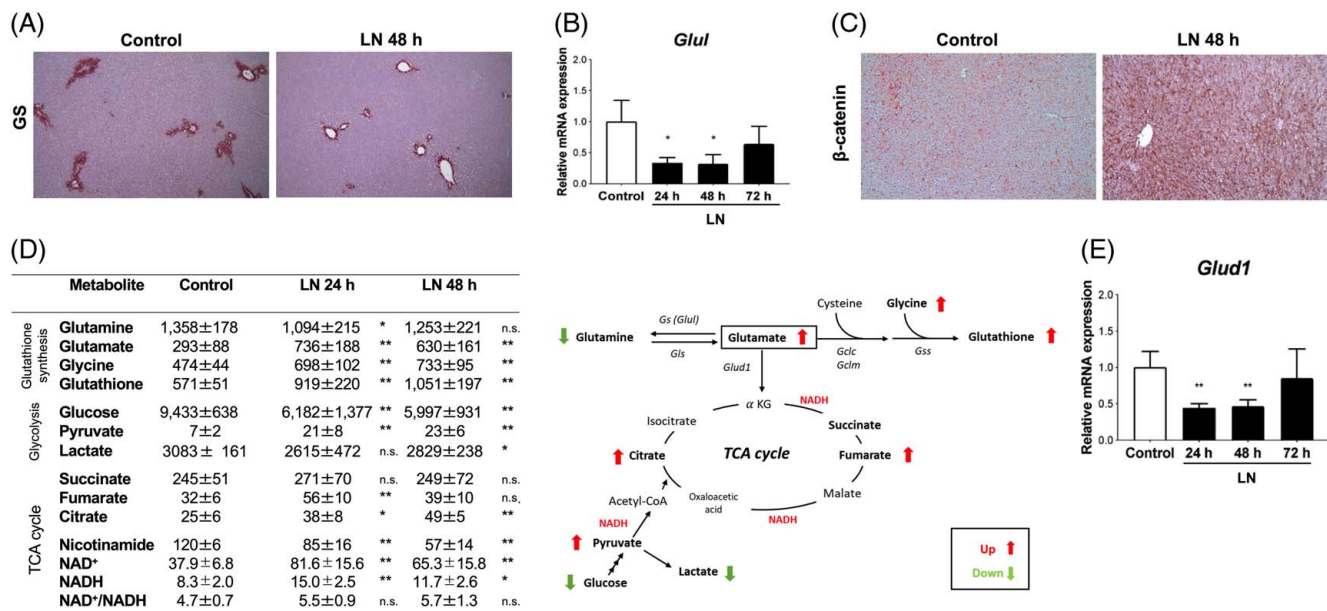 (A)
Control
LN 48 h
GS
(B)
Glul
Relative mRNA expression
2.0
1.5
1.0
0.5
0.0
*
*
Control
24 h
48 h
72 h
LN
(C)
Control
LN 48 h
β-catenin
(D)
Metabolite Control LN 24 h LN 48 h
Glutathione
synthesis
Glutamine 1,358±178 1,094±215 * 1,253±221 n.s.
Glutamate 293±88 736±188 ** 630±161 **
Glycine 474±44 698±102 ** 733±95 **
Glutathione 571±51 919±220 ** 1,051±197 **
Glycolysis
Glucose 9,433±638 6,182±1,377 ** 5,997±931 **
Pyruvate 7±2 21±8 ** 23±6 **
Lactate 3083± 161 2615±472 n.s. 2829±238 *
TCA cycle
Succinate 245±51 271±70 n.s. 249±72 n.s.
Fumarate 32±6 56±10 ** 39±10 n.s.
Citrate 25±6 38±8 * 49±5 **
Nicotinamide 120±6 85±16 ** 57±14 **
NAD+ 37.9±6.8 81.6±15.6 ** 65.3±15.8 **
NADH 8.3±2.0 15.0±2.5 ** 11.7±2.6 *
NAD+/NADH 4.7±0.7 5.5±0.9 n.s. 5.7±1.3 n.s.
Cysteine
Glycine
Glutamine
Gs (Glul)
Gls
Glutamate
Gclc
Gclm
Gss
Glutathione
Glud1
α KG
NADH
Isocitrate
Succinate
Citrate
TCA cycle
Fumarate
Acetyl-CoA
Oxaloacetic
acid
Malate
NADH
NADH
Pyruvate
Glucose
Lactate
Up
Down
(E)
Glud1
Relative mRNA expression
2.0
1.5
1.0
0.5
0.0
**
**
Control
24 h
48 h
72 h
LN